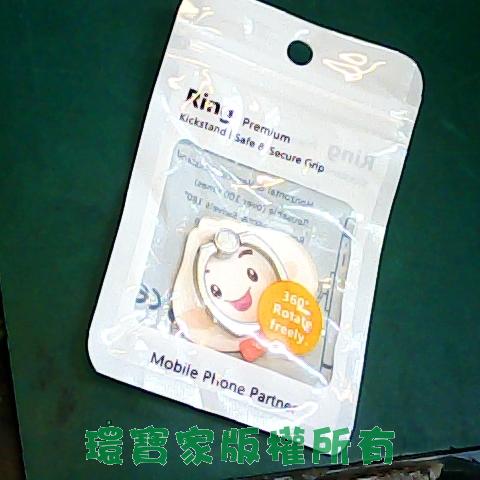 Ring Premium
Kickstand | Safe & Secure Grip
360°
Rotate
freely.
Mobile Phone Partner
環寶家版權所有